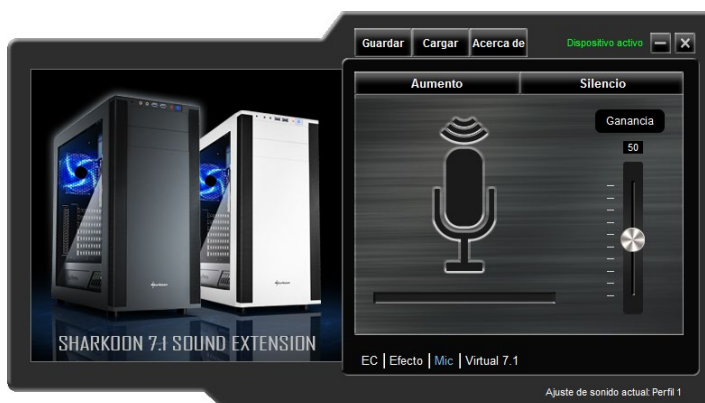 Guardar Cargar Acerca de Dispositivo activo
Aumento Silencio
Ganancia
50
SHARKOON 7.1 SOUND EXTENSION
EC | Efecto | Mic | Virtual 7.1
Ajuste de sonido actual: Perfil 1